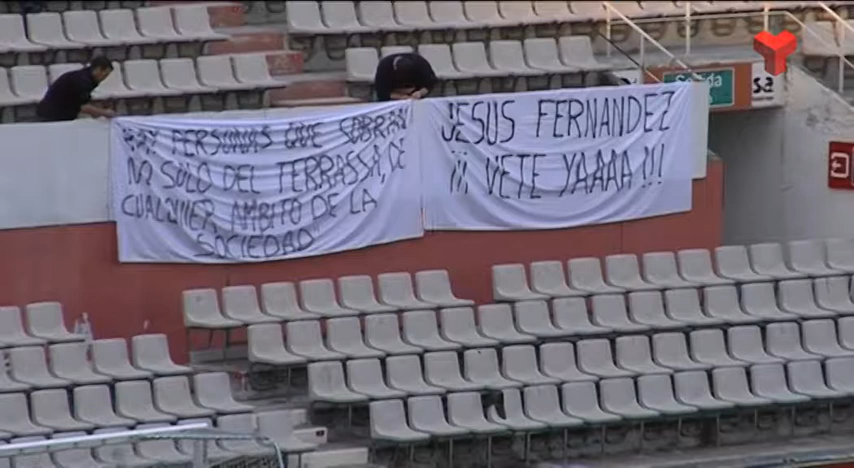 HAY PERSONAS QUE SOBRAN
NO SOLO DEL TERRASSA, DE
CUALQUIER AMBITO DE LA
SOCIEDAD"
JESUS FERNANDEZ
¡¡¡ VETE YAAAA !!!
Salida